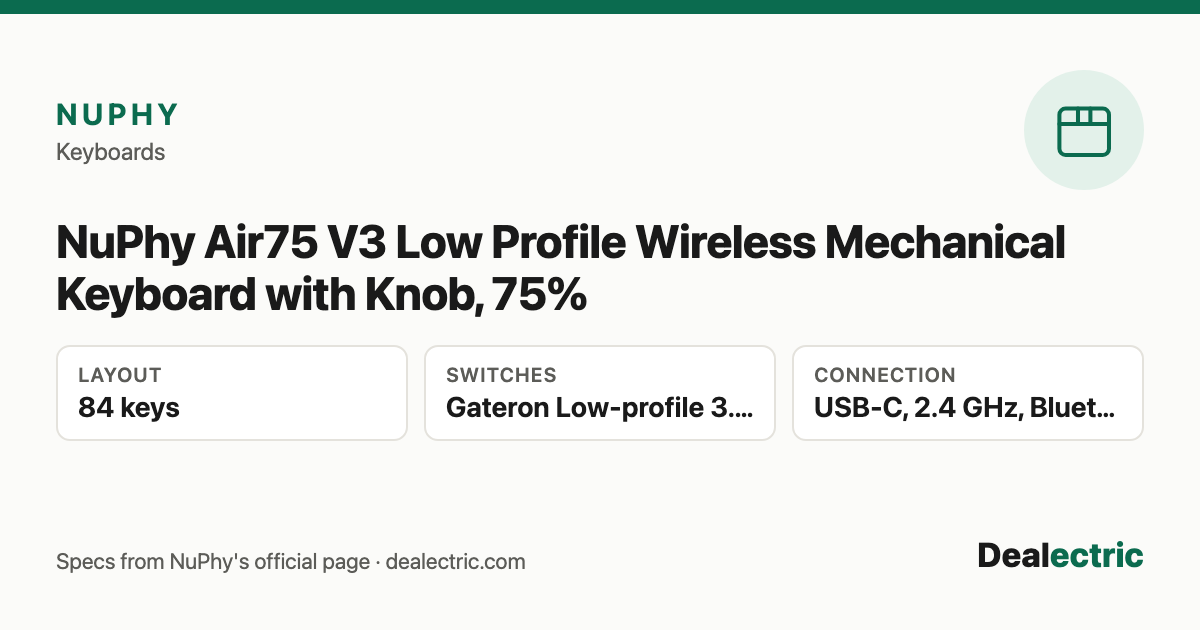 NUPHY
Keyboards
NuPhy Air75 V3 Low Profile Wireless Mechanical
Keyboard with Knob, 75%
LAYOUT
84 keys
SWITCHES
Gateron Low-profile 3....
CONNECTION
USB-C, 2.4 GHz, Bluet...
Specs from NuPhy's official page · dealectric.com
Dealectric